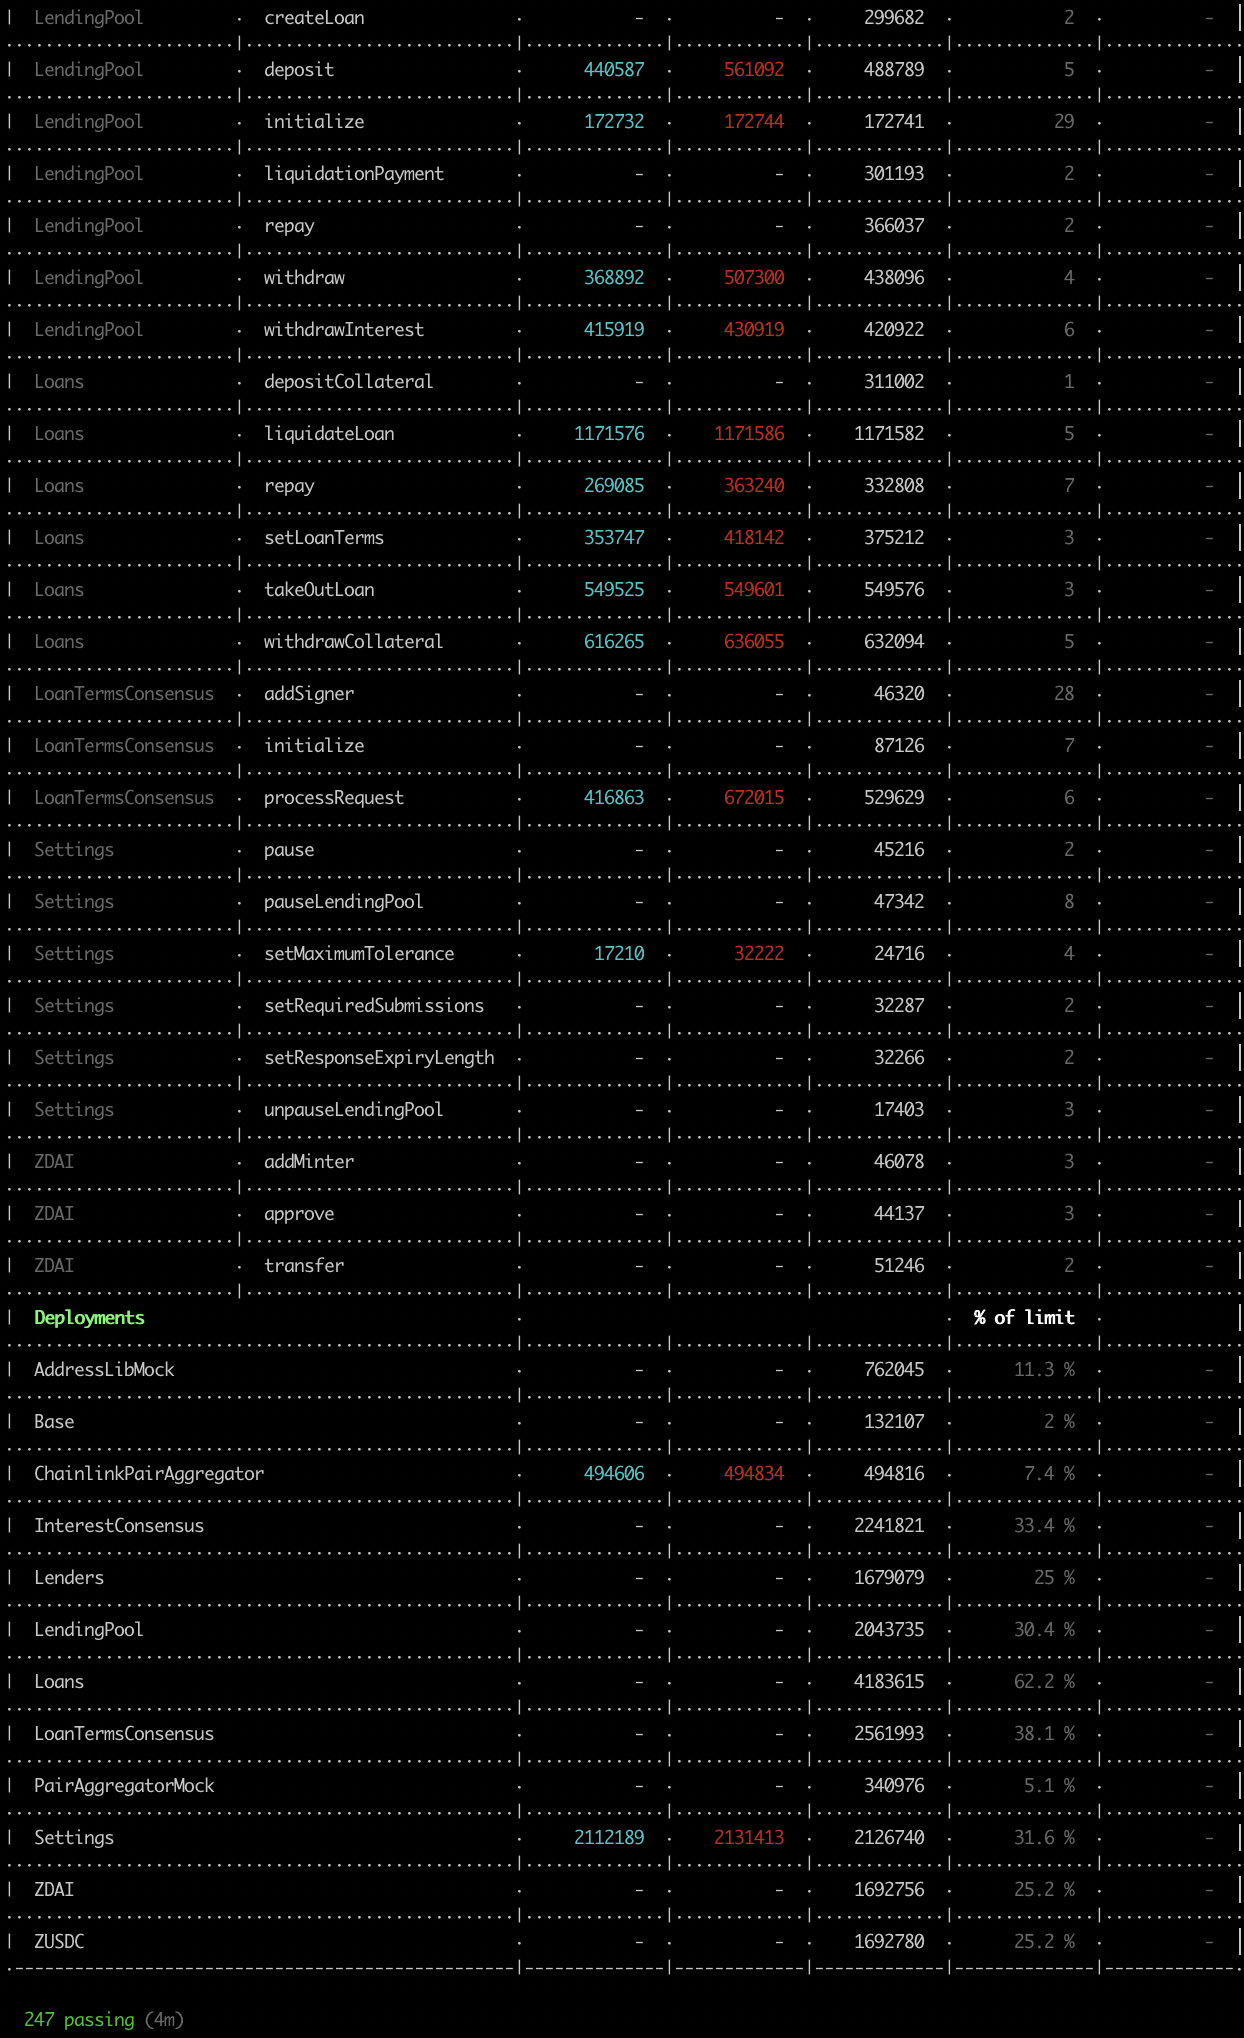 | LendingPool · createLoan · - · - · 299682 · 2 · - |
| LendingPool · deposit · 440587 · 561092 · 488789 · 5 · - |
| LendingPool · initialize · 172732 · 172744 · 172741 · 29 · - |
| LendingPool · liquidationPayment · - · - · 301193 · 2 · - |
| LendingPool · repay · - · - · 366037 · 2 · - |
| LendingPool · withdraw · 368892 · 507300 · 438096 · 4 · - |
| LendingPool · withdrawInterest · 415919 · 430919 · 420922 · 6 · - |
| Loans · depositCollateral · - · - · 311002 · 1 · - |
| Loans · liquidateLoan · 1171576 · 1171586 · 1171582 · 5 · - |
| Loans · repay · 269085 · 363240 · 332808 · 7 · - |
| Loans · setLoanTerms · 353747 · 418142 · 375212 · 3 · - |
| Loans · takeOutLoan · 549525 · 549601 · 549576 · 3 · - |
| Loans · withdrawCollateral · 616265 · 636055 · 632094 · 5 · - |
| LoanTermsConsensus · addSigner · - · - · 46320 · 28 · - |
| LoanTermsConsensus · initialize · - · - · 87126 · 7 · - |
| LoanTermsConsensus · processRequest · 416863 · 672015 · 529629 · 6 · - |
| Settings · pause · - · - · 45216 · 2 · - |
| Settings · pauseLendingPool · - · - · 47342 · 8 · - |
| Settings · setMaximumTolerance · 17210 · 32222 · 24716 · 4 · - |
| Settings · setRequiredSubmissions · - · - · 32287 · 2 · - |
| Settings · setResponseExpiryLength · - · - · 32266 · 2 · - |
| Settings · unpauseLendingPool · - · - · 17403 · 3 · - |
| ZDAI · addMinter · - · - · 46078 · 3 · - |
| ZDAI · approve · - · - · 44137 · 3 · - |
| ZDAI · transfer · - · - · 51246 · 2 · - |
| Deployments · · % of limit · |
| AddressLibMock · - · - · 762045 · 11.3 % · - |
| Base · - · - · 132107 · 2 % · - |
| ChainlinkPairAggregator · 494606 · 494834 · 494816 · 7.4 % · - |
| InterestConsensus · - · - · 2241821 · 33.4 % · - |
| Lenders · - · - · 1679079 · 25 % · - |
| LendingPool · - · - · 2043735 · 30.4 % · - |
| Loans · - · - · 4183615 · 62.2 % · - |
| LoanTermsConsensus · - · - · 2561993 · 38.1 % · - |
| PairAggregatorMock · - · - · 340976 · 5.1 % · - |
| Settings · 2112189 · 2131413 · 2126740 · 31.6 % · - |
| ZDAI · - · - · 1692756 · 25.2 % · - |
| ZUSDC · - · - · 1692780 · 25.2 % · - |
247 passing (4m)